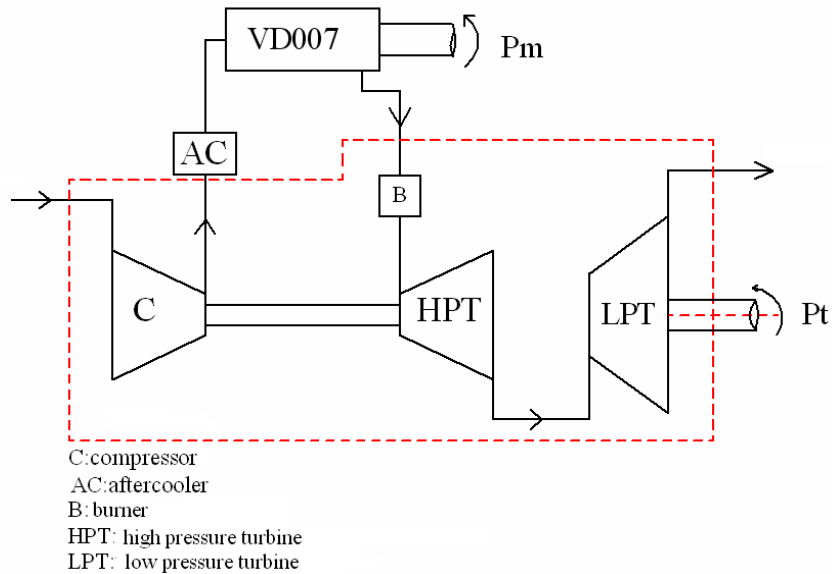 VD007
Pm
AC
B
C
HPT
LPT
Pt
C:compressor
AC:aftercooler
B: burner
HPT: high pressure turbine
LPT: low pressure turbine